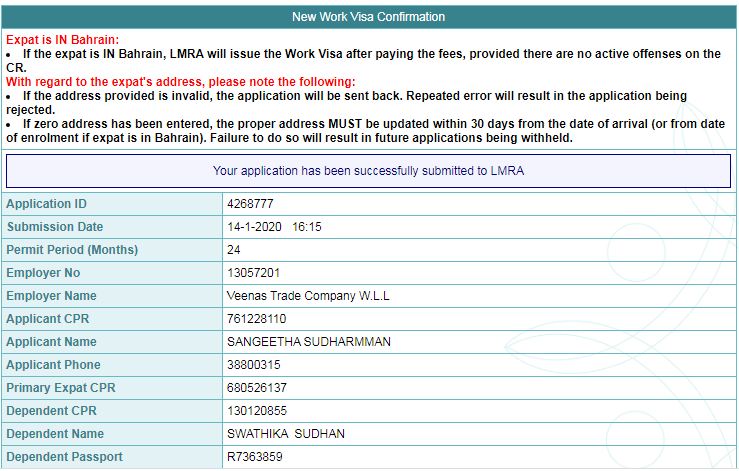 New Work Visa Confirmation
Expat is IN Bahrain:
• If the expat is IN Bahrain, LMRA will issue the Work Visa after paying the fees, provided there are no active offenses on the
CR.
With regard to the expat's address, please note the following:
• If the address provided is invalid, the application will be sent back. Repeated error will result in the application being
rejected.
• If zero address has been entered, the proper address MUST be updated within 30 days from the date of arrival (or from date
of enrolment if expat is in Bahrain). Failure to do so will result in future applications being withheld.
Your application has been successfully submitted to LMRA
Application ID 4268777
Submission Date 14-1-2020 16:15
Permit Period (Months) 24
Employer No 13057201
Employer Name Veenas Trade Company W.L.L
Applicant CPR 761228110
Applicant Name SANGEETHA SUDHARMMAN
Applicant Phone 38800315
Primary Expat CPR 680526137
Dependent CPR 130120855
Dependent Name SWATHIKA SUDHAN
Dependent Passport R7363859